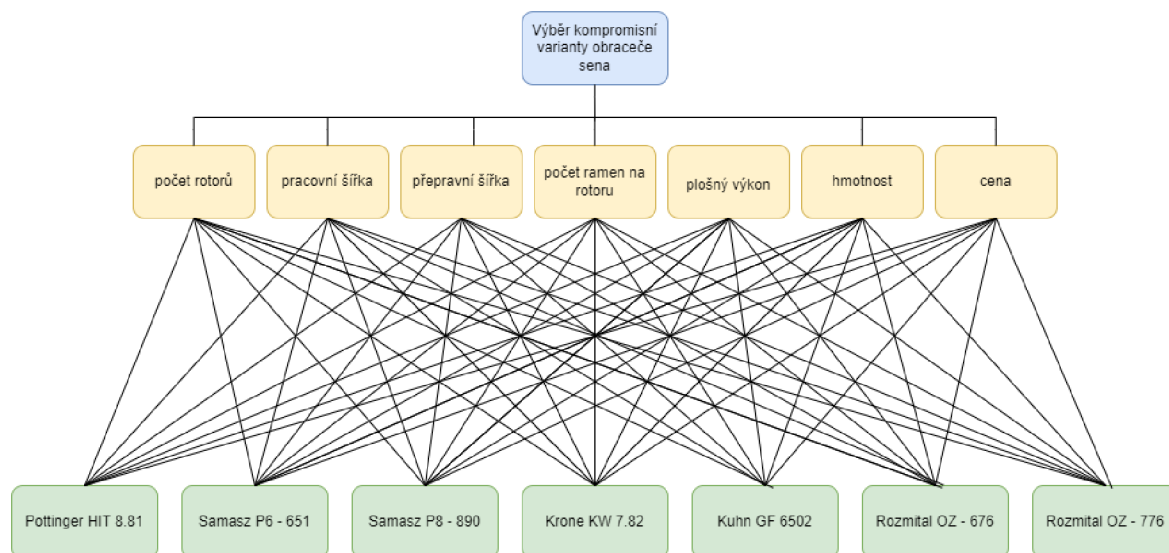 Výběr kompromisní
varianty obraceče
sena
počet rotorů
pracovní šířka
přepravní šířka
počet ramen na
rotoru
plošný výkon
hmotnost
cena
Pottinger HIT 8.81
Samasz P6 - 651
Samasz P8 - 890
Krone KW 7.82
Kuhn GF 6502
Rozmital OZ - 676
Rozmital OZ - 776